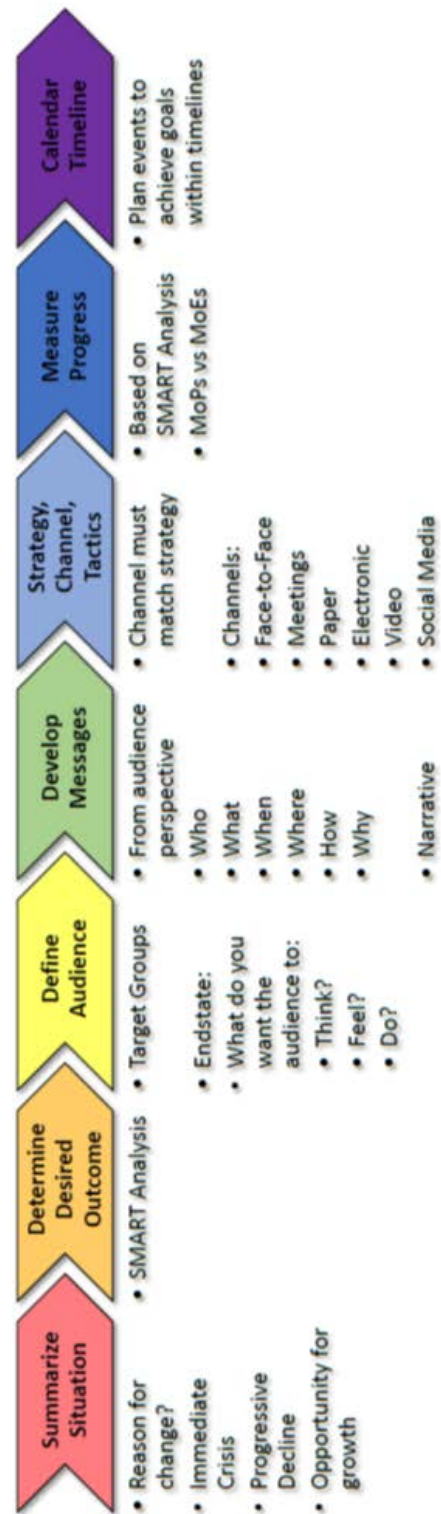 Summarize
Situation
• Reason for
change?
• Immediate
Crisis
• Progressive
Decline
• Opportunity for
growth
Determine
Desired
Outcome
• SMART Analysis
Define
Audience
• Target Groups
• Endstate:
• What do you
want the
audience to:
• Think?
• Feel?
• Do?
Develop
Messages
• From audience
perspective
• Who
• What
• When
• Where
• How
• Why
• Narrative
Strategy,
Channel,
Tactics
• Channel must
match strategy
• Channels:
• Face-to-Face
• Meetings
• Paper
• Electronic
• Video
• Social Media
Measure
Progress
• Based on
SMART Analysis
• MoPs vs MoEs
Calendar
Timeline
• Plan events to
achieve goals
within timelines